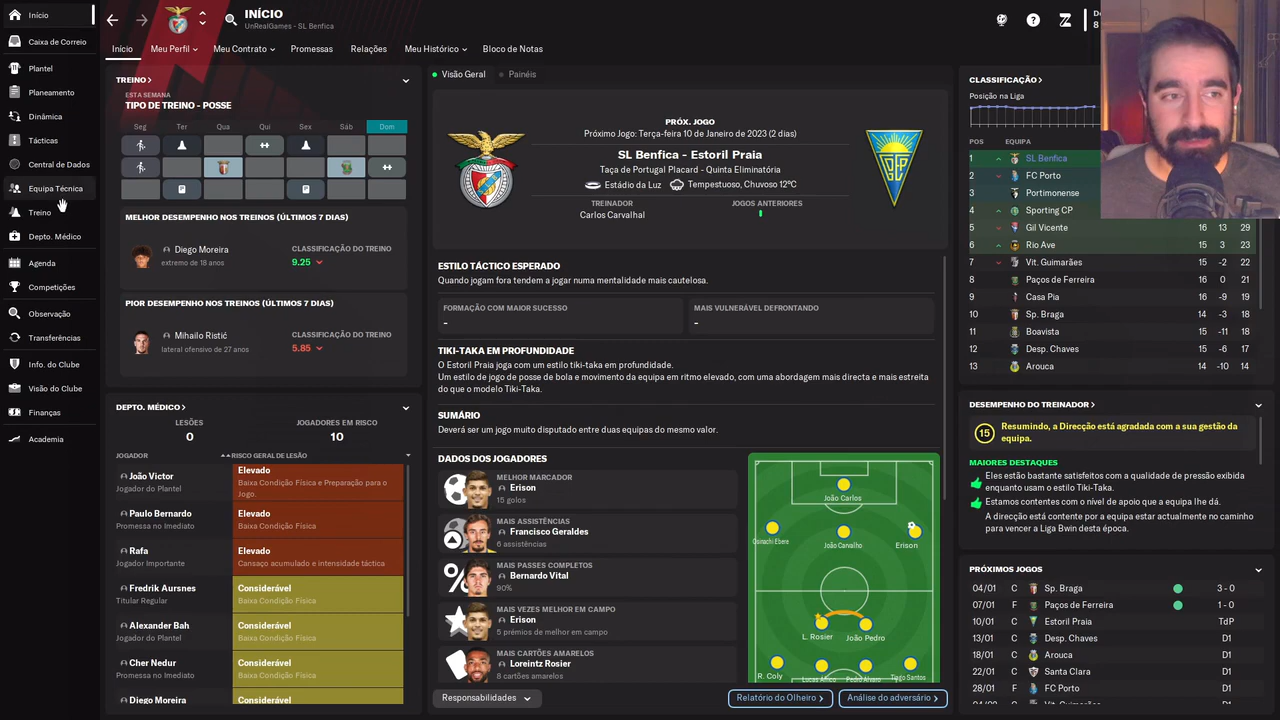 Início
Caixa de Correio
Plantel
Planeamento
Dinâmica
Tácticas
Central de Dados
Equipa Técnica
Treino
Depto. Médico
Agenda
Competições
Observação
Transferências
Info. do Clube
Visão do Clube
Finanças
Academia
INÍCIO
UnRealGames - SL Benfica
Início
Meu Perfil
Meu Contrato
Promessas
Relações
Meu Histórico
Bloco de Notas
TREINO
ESTA SEMANA
TIPO DE TREINO - POSSE
Seg Ter Qua Qui Sex Sáb Dom
MELHOR DESEMPENHO NOS TREINOS (ÚLTIMOS 7 DIAS)
Diego Moreira
extremo de 18 anos
CLASSIFICAÇÃO DO TREINO
9.25
PIOR DESEMPENHO NOS TREINOS (ÚLTIMOS 7 DIAS)
Mihailo Ristić
lateral ofensivo de 27 anos
CLASSIFICAÇÃO DO TREINO
5.85
DEPTO. MÉDICO
LESÕES
0
JOGADORES EM RISCO
10
JOGADOR RISCO GERAL DE LESÃO
João Victor
Jogador do Plantel
Elevado
Baixa Condição Física e Preparação para o
Jogo.
Paulo Bernardo
Promessa no Imediato
Elevado
Baixa Condição Física
Rafa
Jogador Importante
Elevado
Cansaço acumulado e intensidade táctica
Fredrik Aursnes
Titular Regular
Considerável
Baixa Condição Física
Alexander Bah
Jogador do Plantel
Considerável
Baixa Condição Física
Cher Nedur
Promessa no Imediato
Considerável
Baixa Condição Física
Diego Moreira
Considerável
Visão Geral
Painéis
PRÓX. JOGO
Próximo Jogo: Terça-feira 10 de Janeiro de 2023 (2 dias)
SL Benfica - Estoril Praia
Taça de Portugal Placard - Quinta Eliminatória
Estádio da Luz
Tempestuoso, Chuvoso 12°C
TREINADOR
Carlos Carvalhal
JOGOS ANTERIORES
ESTILO TÁCTICO ESPERADO
Quando jogam fora tendem a jogar numa mentalidade mais cautelosa.
FORMAÇÃO COM MAIOR SUCESSO
-
MAIS VULNERÁVEL DEFRONTANDO
-
TIKI-TAKA EM PROFUNDIDADE
O Estoril Praia joga com um estilo tiki-taka em profundidade.
Um estilo de jogo de posse de bola e movimento da equipa em ritmo elevado, com uma abordagem mais directa e mais estreita
do que o modelo Tiki-Taka.
SUMÁRIO
Deverá ser um jogo muito disputado entre duas equipas do mesmo valor.
DADOS DOS JOGADORES
MELHOR MARCADOR
Erison
15 golos
MAIS ASSISTÊNCIAS
Francisco Geraldes
6 assistências
MAIS PASSES COMPLETOS
Bernardo Vital
90%
MAIS VEZES MELHOR EM CAMPO
Erison
5 prémios de melhor em campo
MAIS CARTÕES AMARELOS
Loreintz Rosier
8 cartões amarelos
João Carlos
João Carvalho
Erison
L. Rosier
João Pedro
R. Coly
Lucas Áfrico
Pedro Álvaro
Tiago Santos
Responsabilidades
Relatório do Olheiro
Análise do adversário
CLASSIFICAÇÃO
Posição na Liga
POS EQUIPA
1 SL Benfica
2 FC Porto
3 Portimonense
4 Sporting CP
5 Gil Vicente 16 13 29
6 Rio Ave 15 3 23
7 Vit. Guimarães 15 -2 22
8 Paços de Ferreira 16 0 21
9 Casa Pia 16 -9 19
10 Sp. Braga 14 -3 18
11 Boavista 15 -11 18
12 Desp. Chaves 15 -6 17
13 Arouca 14 -10 14
DESEMPENHO DO TREINADOR
15
Resumindo, a Direcção está agradada com a sua gestão da
equipa.
MAIORES DESTAQUES
Eles estão bastante satisfeitos com a qualidade de pressão exibida
enquanto usam o estilo Tiki-Taka.
Estamos contentes com o nível de apoio que a equipa lhe dá.
A direcção está contente por a equipa estar actualmente no caminho
para vencer a Liga Bwin desta época.
PRÓXIMOS JOGOS
04/01 C Sp. Braga 3 - 0
07/01 F Paços de Ferreira 1 - 0
10/01 C Estoril Praia TdP
13/01 C Desp. Chaves D1
18/01 C Arouca D1
22/01 C Santa Clara D1
28/01 F FC Porto D1